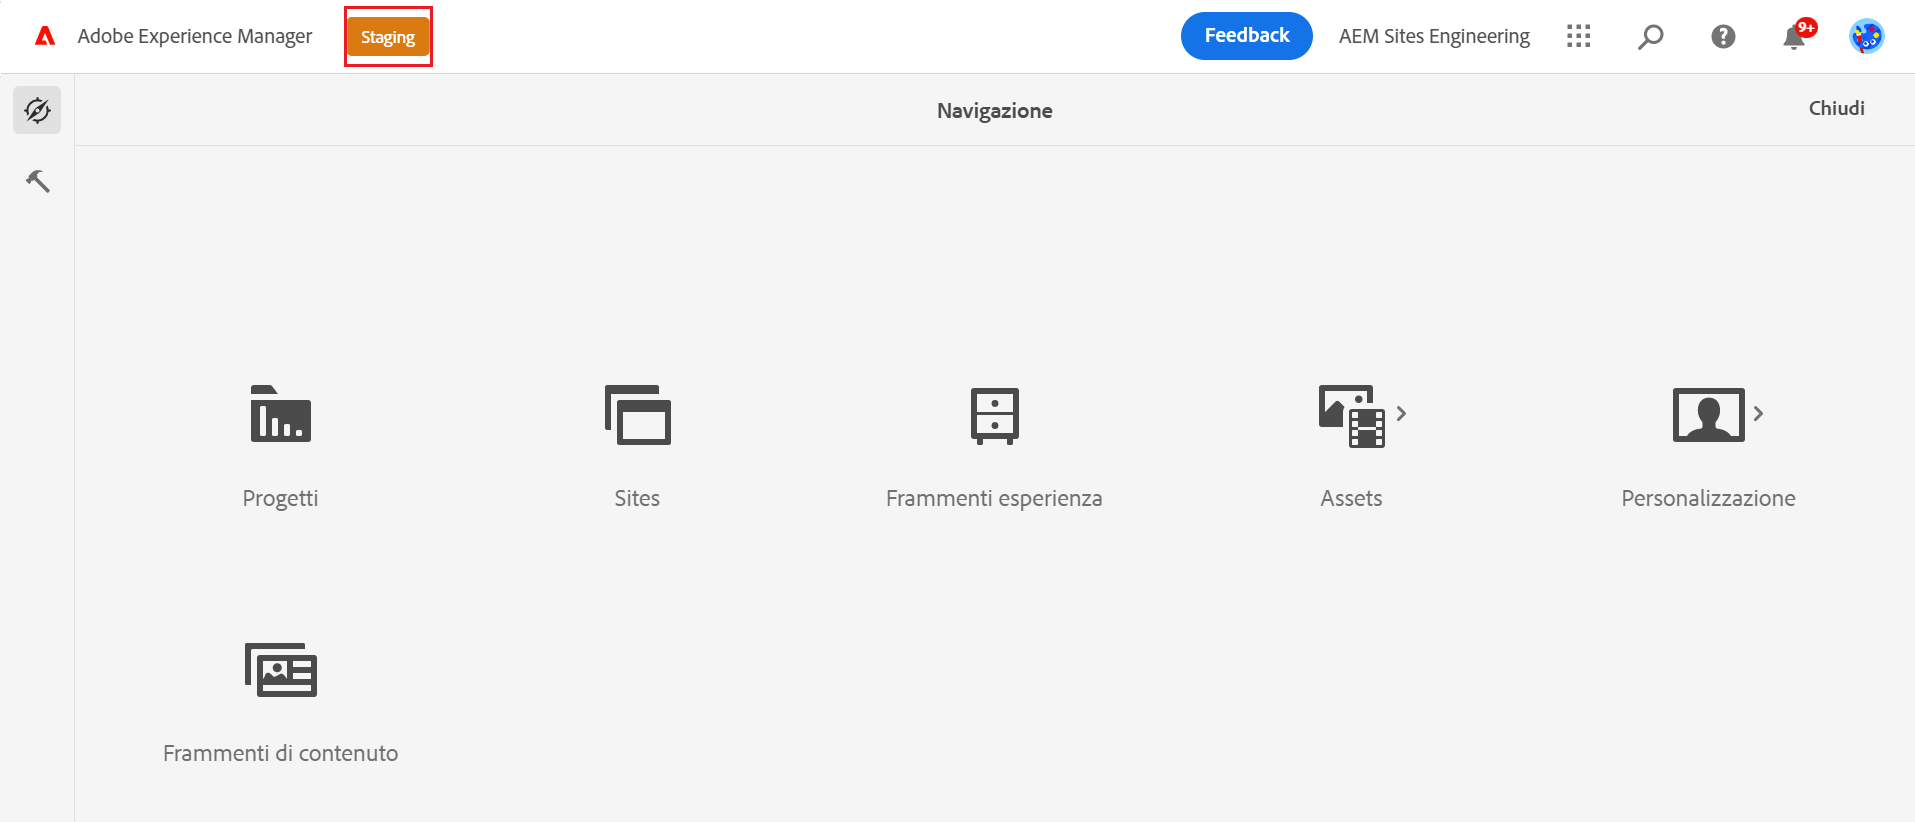 Adobe Experience Manager
Staging
Feedback
AEM Sites Engineering
9+
Navigazione
Chiudi
Progetti
Sites
Frammenti esperienza
Assets
Personalizzazione
Frammenti di contenuto